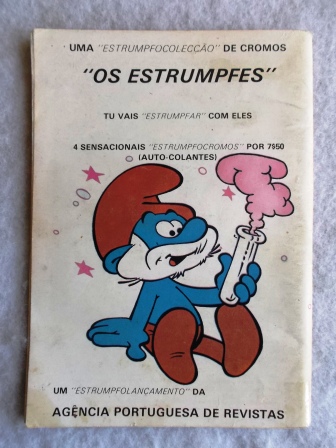 UMA "ESTRUMPFOCOLECÇÃO" DE CROMOS
"OS ESTRUMPFES"
TU VAIS "ESTRUMPFAR" COM ELES
4 SENSACIONAIS "ESTRUMPFOCROMOS" POR 7$50
(AUTO-COLANTES)
UM "ESTRUMPFOLANÇAMENTO" DA
AGÊNCIA PORTUGUESA DE REVISTAS